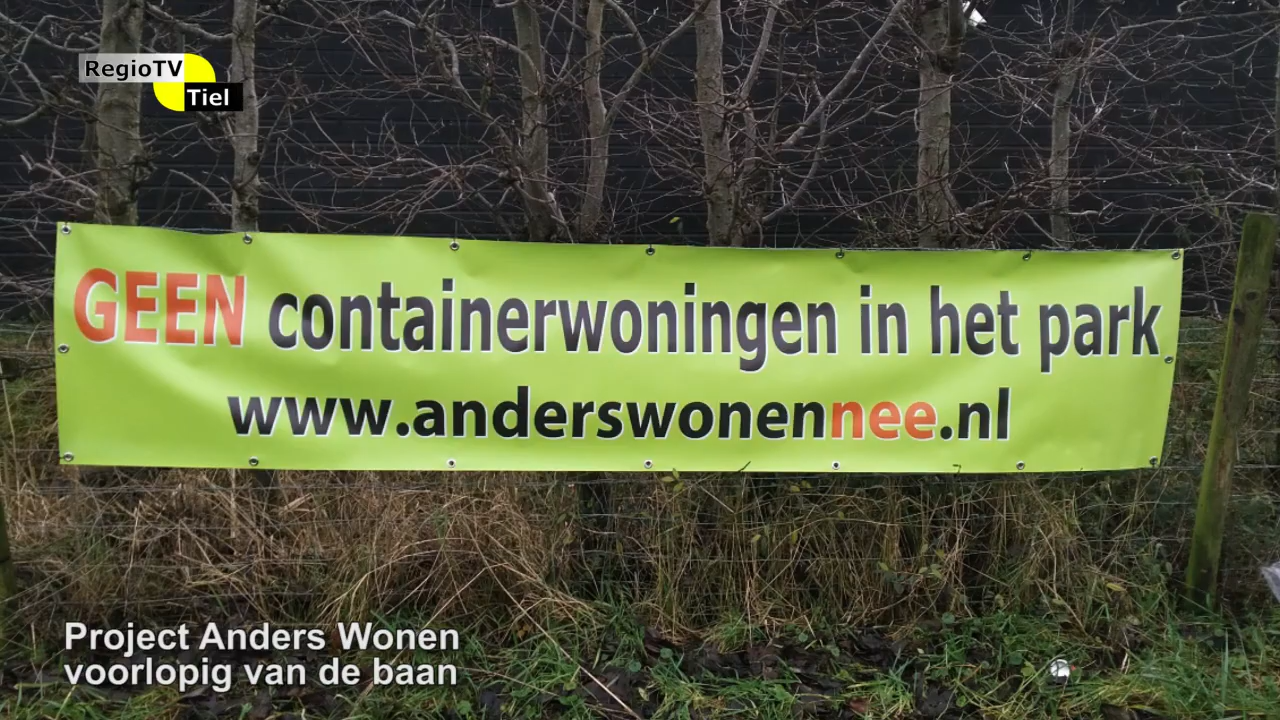 RegioTV
Tiel
GEEN containerwoningen in het park
www.anderswonennee.nl
Project Anders Wonen
voorlopig van de baan